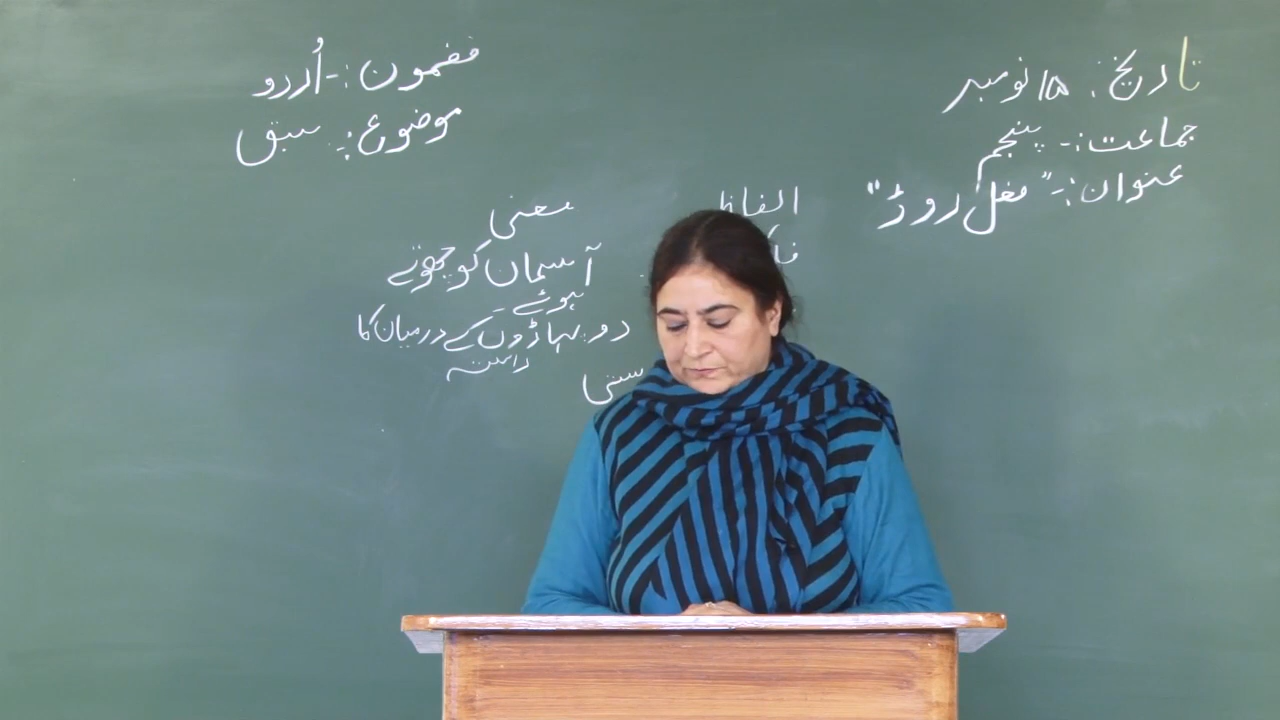 تاریخ: ۱۵ نومبر
جماعت:- پنجم
عنوان:- "مغل روڈ"
مضمون:- اُردو
موضوع:- سبق
الفاظ
معنی
آسمان کو چھوتے
ہوئے۔
دو پہاڑوں کے درمیان کا
راستہ